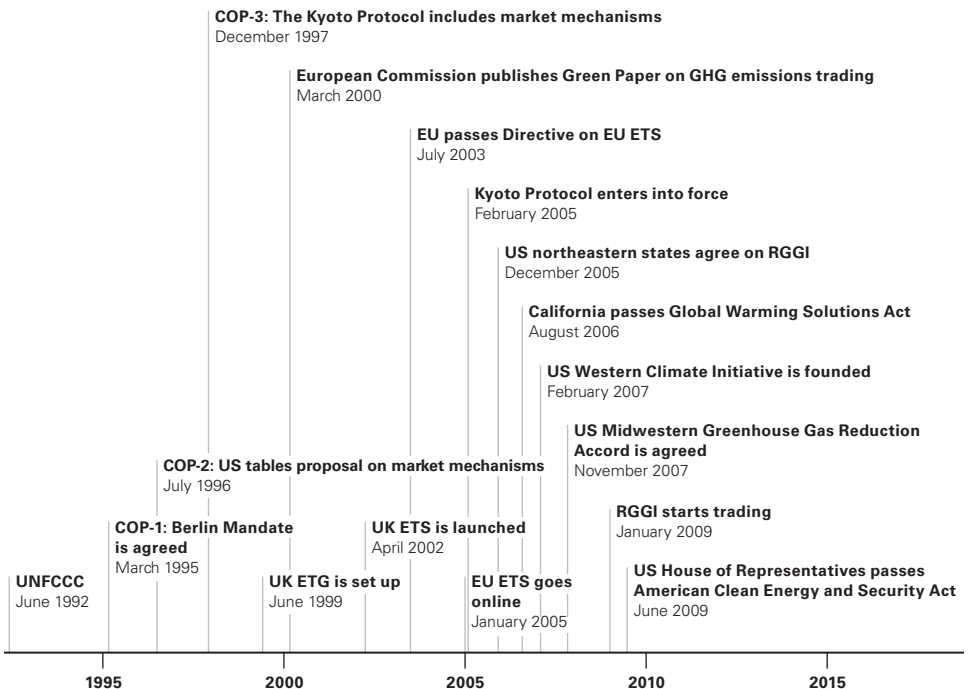 COP-3: The Kyoto Protocol includes market mechanisms
December 1997
European Commission publishes Green Paper on GHG emissions trading
March 2000
EU passes Directive on EU ETS
July 2003
Kyoto Protocol enters into force
February 2005
US northeastern states agree on RGGI
December 2005
California passes Global Warming Solutions Act
August 2006
US Western Climate Initiative is founded
February 2007
US Midwestern Greenhouse Gas Reduction
Accord is agreed
November 2007
COP-2: US tables proposal on market mechanisms
July 1996
RGGI starts trading
January 2009
COP-1: Berlin Mandate
is agreed
March 1995
UK ETS is launched
April 2002
US House of Representatives passes
American Clean Energy and Security Act
June 2009
UNFCCC
June 1992
UK ETG is set up
June 1999
EU ETS goes
online
January 2005
1995
2000
2005
2010
2015